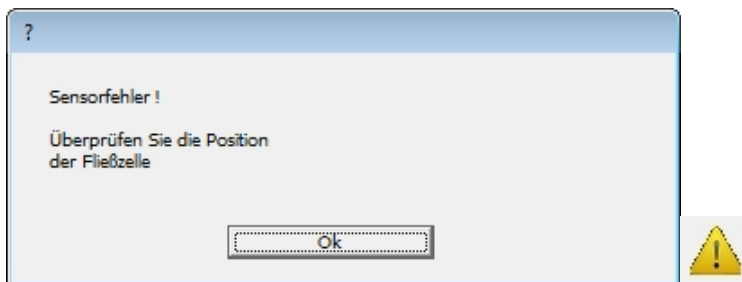 ?
Sensorfehler !
Überprüfen Sie die Position
der Fließzelle
Ok
!